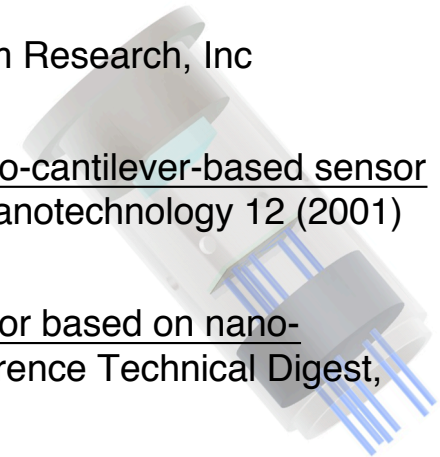 n Research, Inc
o-cantilever-based sensor
anotechnology 12 (2001)
or based on nano-
rence Technical Digest,